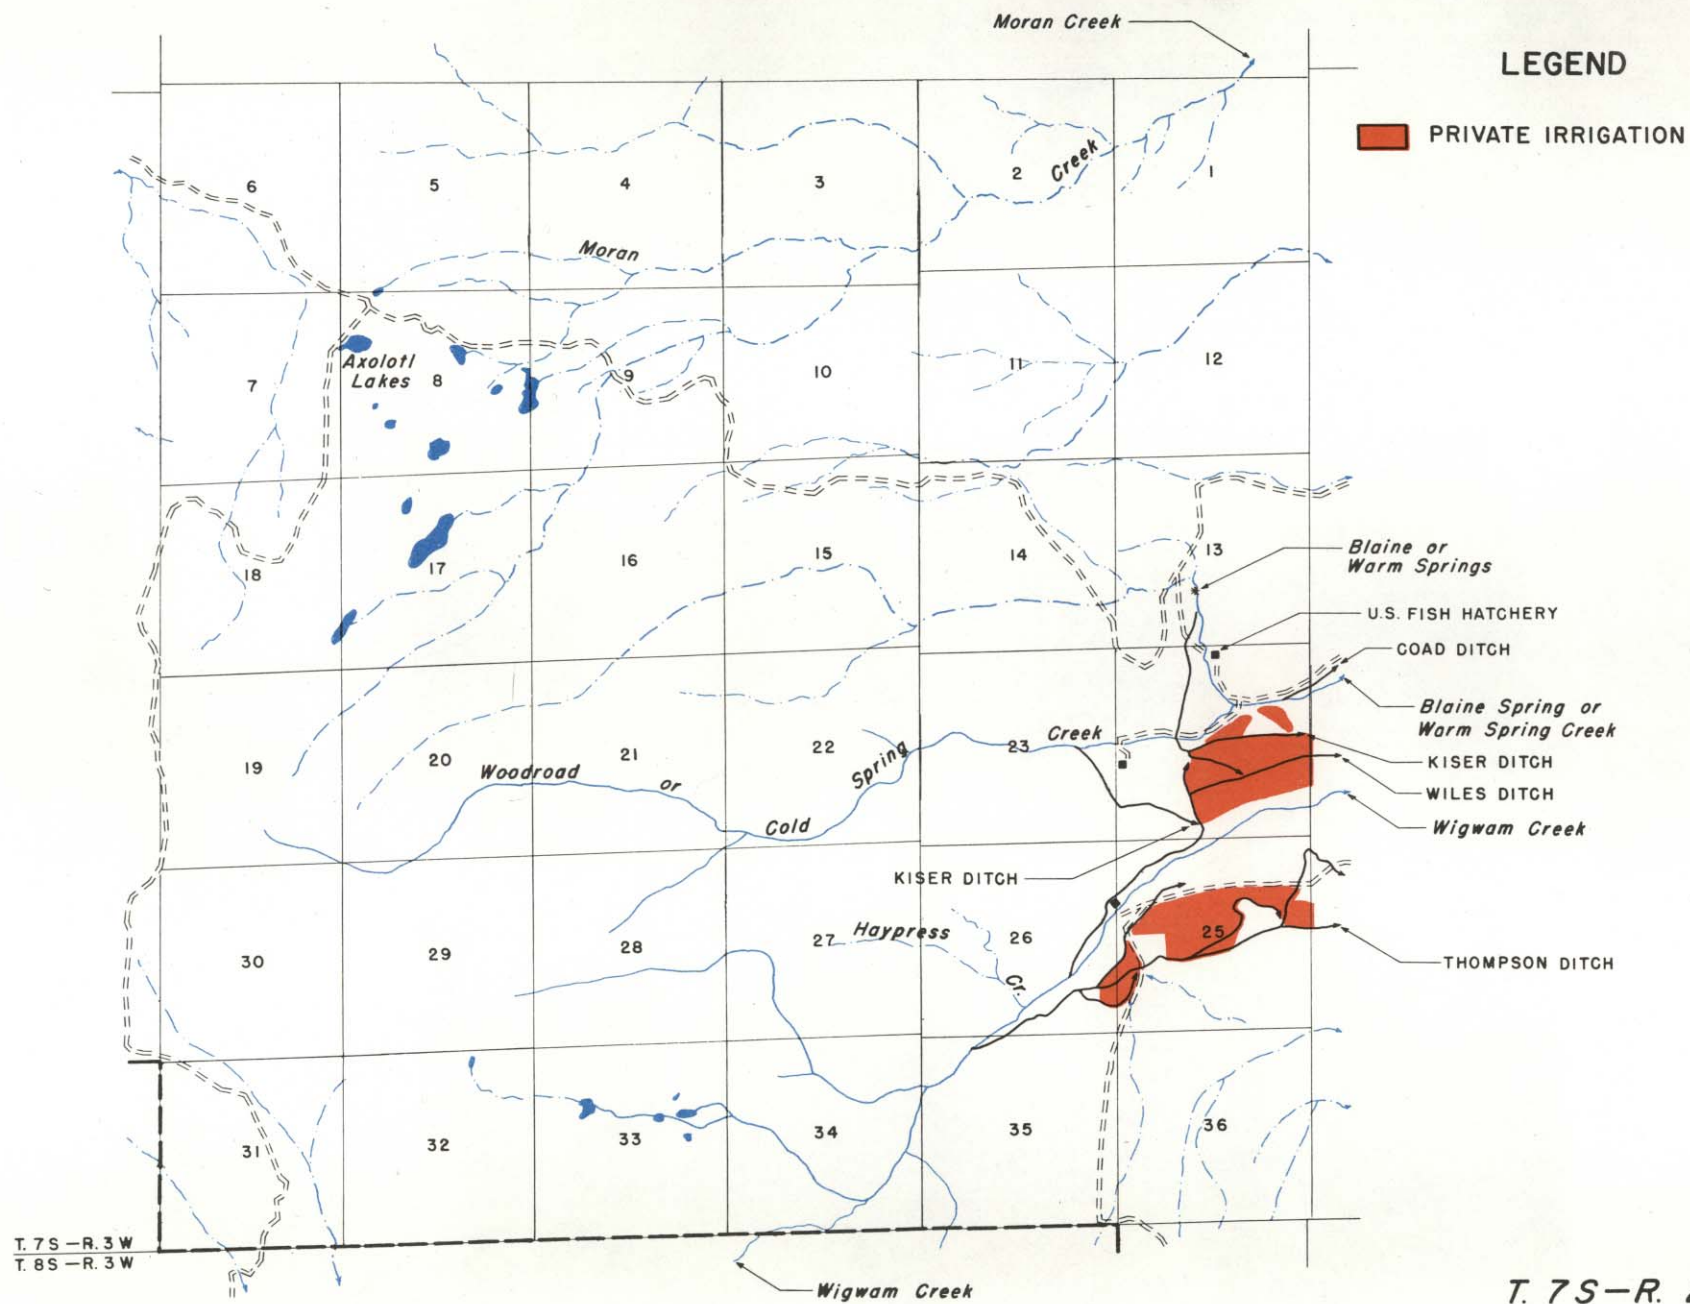 Moran Creek
LEGEND
PRIVATE IRRIGATION
6
5
4
3
2
Creek
1
Moran
7
Axolotl
Lakes
8
9
10
11
12
18
17
16
15
14
13
Blaine or
Warm Springs
U.S. FISH HATCHERY
COAD DITCH
Blaine Spring or
Warm Spring Creek
KISER DITCH
WILES DITCH
Wigwam Creek
19
20
21
22
23
Creek
Woodroad
or
Cold
Spring
KISER DITCH
30
29
28
27
Haypress
Cr.
26
25
THOMPSON DITCH
31
32
33
34
35
36
T. 7S — R. 3 W
T. 8S — R. 3 W
Wigwam Creek
T. 7 S — R.